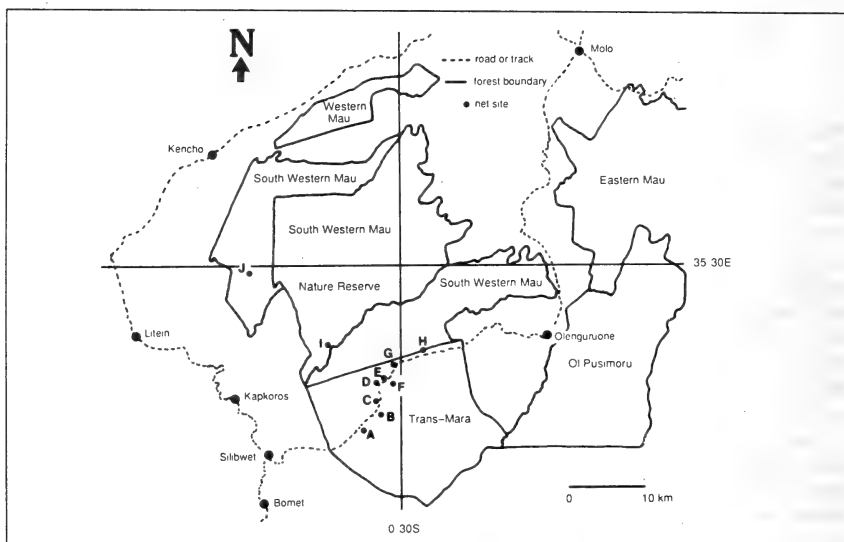 N
Molo
road or track
forest boundary
net site
Western
Mau
Kencho
South Western Mau
Eastern Mau
South Western Mau
35 30E
J
Nature Reserve
South Western Mau
Litein
I
H
Olenguruone
G
Ol Pusimoru
E
D
F
C
Kapkoros
B
Trans-Mara
A
Silibwet
0 10 km
Bomet
0 30S